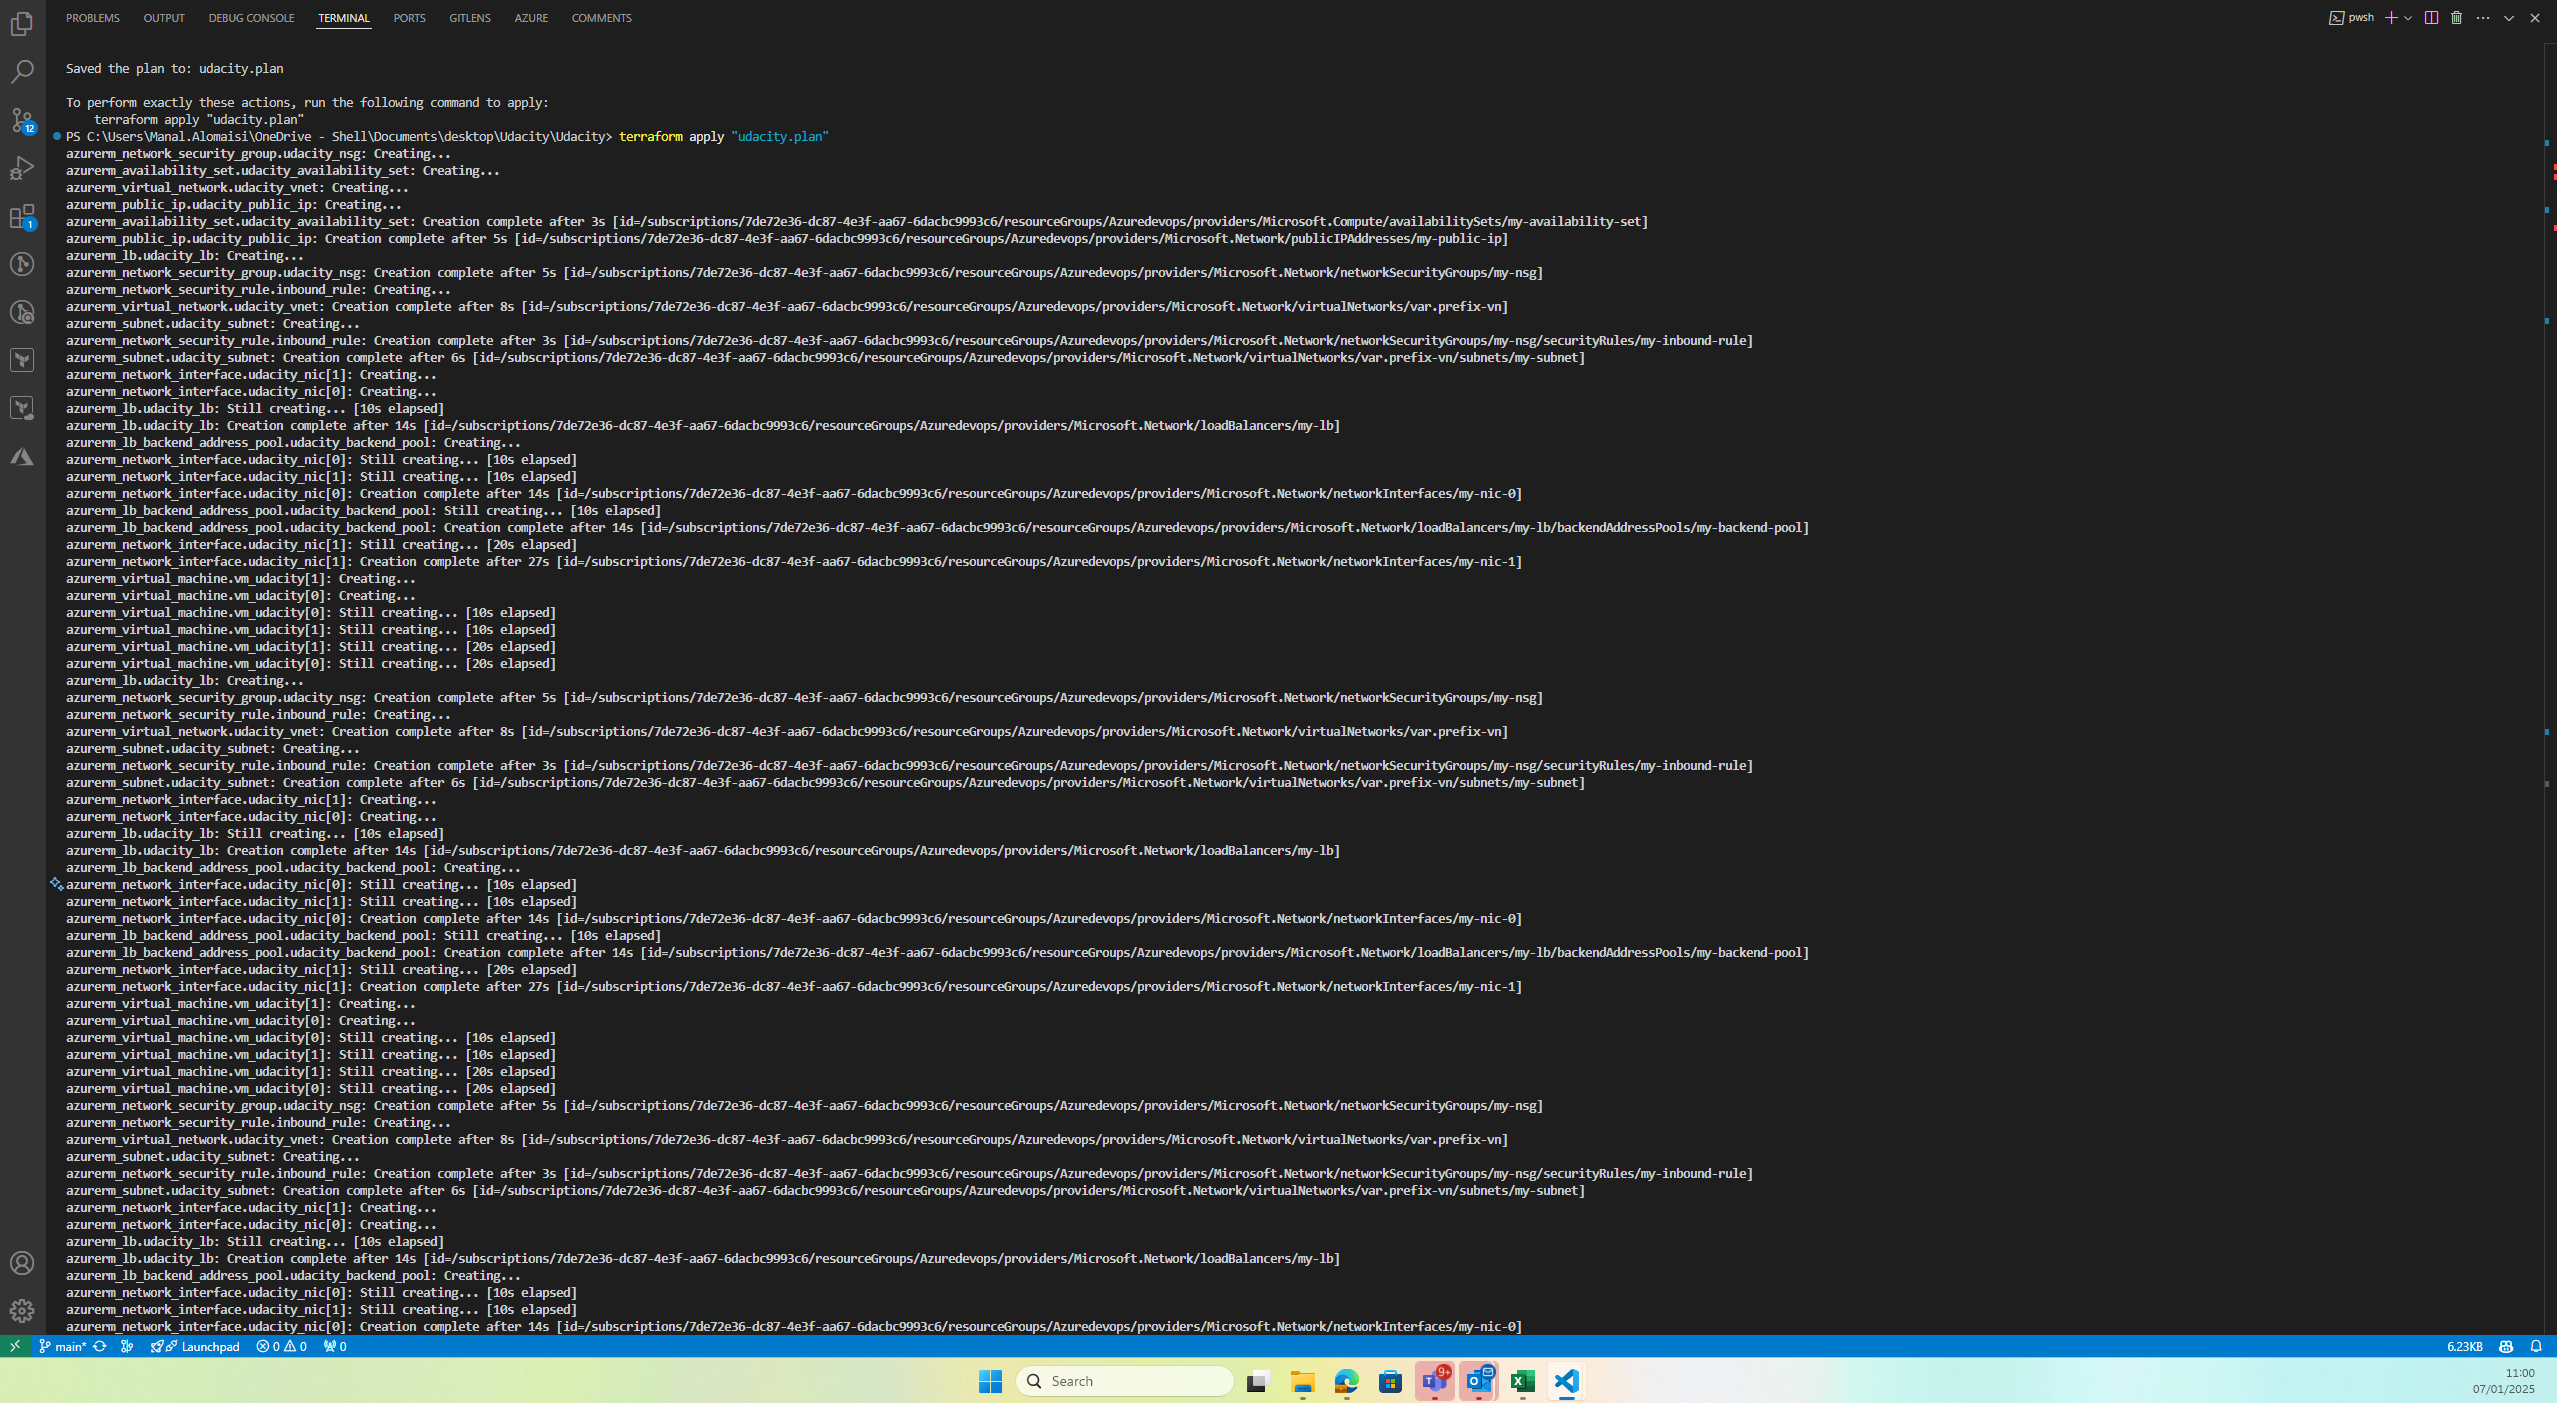 PROBLEMS OUTPUT DEBUG CONSOLE TERMINAL PORTS GITLENS AZURE COMMENTS
pwsh
Saved the plan to: udacity.plan
To perform exactly these actions, run the following command to apply:
terraform apply "udacity.plan"
PS C:\Users\Manal.Alomaisi\OneDrive - Shell\Documents\desktop\Udacity\Udacity> terraform apply "udacity.plan"
azurerm_network_security_group.udacity_nsg: Creating...
azurerm_availability_set.udacity_availability_set: Creating...
azurerm_virtual_network.udacity_vnet: Creating...
azurerm_public_ip.udacity_public_ip: Creating...
azurerm_availability_set.udacity_availability_set: Creation complete after 3s [id=/subscriptions/7de72e36-dc87-4e3f-aa67-6dacbc9993c6/resourceGroups/Azuredevops/providers/Microsoft.Compute/availabilitySets/my-availability-set]
azurerm_public_ip.udacity_public_ip: Creation complete after 5s [id=/subscriptions/7de72e36-dc87-4e3f-aa67-6dacbc9993c6/resourceGroups/Azuredevops/providers/Microsoft.Network/publicIPAddresses/my-public-ip]
azurerm_lb.udacity_lb: Creating...
azurerm_network_security_group.udacity_nsg: Creation complete after 5s [id=/subscriptions/7de72e36-dc87-4e3f-aa67-6dacbc9993c6/resourceGroups/Azuredevops/providers/Microsoft.Network/networkSecurityGroups/my-nsg]
azurerm_network_security_rule.inbound_rule: Creating...
azurerm_virtual_network.udacity_vnet: Creation complete after 8s [id=/subscriptions/7de72e36-dc87-4e3f-aa67-6dacbc9993c6/resourceGroups/Azuredevops/providers/Microsoft.Network/virtualNetworks/var.prefix-vn]
azurerm_subnet.udacity_subnet: Creating...
azurerm_network_security_rule.inbound_rule: Creation complete after 3s [id=/subscriptions/7de72e36-dc87-4e3f-aa67-6dacbc9993c6/resourceGroups/Azuredevops/providers/Microsoft.Network/networkSecurityGroups/my-nsg/securityRules/my-inbound-rule]
azurerm_subnet.udacity_subnet: Creation complete after 6s [id=/subscriptions/7de72e36-dc87-4e3f-aa67-6dacbc9993c6/resourceGroups/Azuredevops/providers/Microsoft.Network/virtualNetworks/var.prefix-vn/subnets/my-subnet]
azurerm_network_interface.udacity_nic[1]: Creating...
azurerm_network_interface.udacity_nic[0]: Creating...
azurerm_lb.udacity_lb: Still creating... [10s elapsed]
azurerm_lb.udacity_lb: Creation complete after 14s [id=/subscriptions/7de72e36-dc87-4e3f-aa67-6dacbc9993c6/resourceGroups/Azuredevops/providers/Microsoft.Network/loadBalancers/my-lb]
azurerm_lb_backend_address_pool.udacity_backend_pool: Creating...
azurerm_network_interface.udacity_nic[0]: Still creating... [10s elapsed]
azurerm_network_interface.udacity_nic[1]: Still creating... [10s elapsed]
azurerm_network_interface.udacity_nic[0]: Creation complete after 14s [id=/subscriptions/7de72e36-dc87-4e3f-aa67-6dacbc9993c6/resourceGroups/Azuredevops/providers/Microsoft.Network/networkInterfaces/my-nic-0]
azurerm_lb_backend_address_pool.udacity_backend_pool: Still creating... [10s elapsed]
azurerm_lb_backend_address_pool.udacity_backend_pool: Creation complete after 14s [id=/subscriptions/7de72e36-dc87-4e3f-aa67-6dacbc9993c6/resourceGroups/Azuredevops/providers/Microsoft.Network/loadBalancers/my-lb/backendAddressPools/my-backend-pool]
azurerm_network_interface.udacity_nic[1]: Still creating... [20s elapsed]
azurerm_network_interface.udacity_nic[1]: Creation complete after 27s [id=/subscriptions/7de72e36-dc87-4e3f-aa67-6dacbc9993c6/resourceGroups/Azuredevops/providers/Microsoft.Network/networkInterfaces/my-nic-1]
azurerm_virtual_machine.vm_udacity[1]: Creating...
azurerm_virtual_machine.vm_udacity[0]: Creating...
azurerm_virtual_machine.vm_udacity[0]: Still creating... [10s elapsed]
azurerm_virtual_machine.vm_udacity[1]: Still creating... [10s elapsed]
azurerm_virtual_machine.vm_udacity[1]: Still creating... [20s elapsed]
azurerm_virtual_machine.vm_udacity[0]: Still creating... [20s elapsed]
azurerm_lb.udacity_lb: Creating...
azurerm_network_security_group.udacity_nsg: Creation complete after 5s [id=/subscriptions/7de72e36-dc87-4e3f-aa67-6dacbc9993c6/resourceGroups/Azuredevops/providers/Microsoft.Network/networkSecurityGroups/my-nsg]
azurerm_network_security_rule.inbound_rule: Creating...
azurerm_virtual_network.udacity_vnet: Creation complete after 8s [id=/subscriptions/7de72e36-dc87-4e3f-aa67-6dacbc9993c6/resourceGroups/Azuredevops/providers/Microsoft.Network/virtualNetworks/var.prefix-vn]
azurerm_subnet.udacity_subnet: Creating...
azurerm_network_security_rule.inbound_rule: Creation complete after 3s [id=/subscriptions/7de72e36-dc87-4e3f-aa67-6dacbc9993c6/resourceGroups/Azuredevops/providers/Microsoft.Network/networkSecurityGroups/my-nsg/securityRules/my-inbound-rule]
azurerm_subnet.udacity_subnet: Creation complete after 6s [id=/subscriptions/7de72e36-dc87-4e3f-aa67-6dacbc9993c6/resourceGroups/Azuredevops/providers/Microsoft.Network/virtualNetworks/var.prefix-vn/subnets/my-subnet]
azurerm_network_interface.udacity_nic[1]: Creating...
azurerm_network_interface.udacity_nic[0]: Creating...
azurerm_lb.udacity_lb: Still creating... [10s elapsed]
azurerm_lb.udacity_lb: Creation complete after 14s [id=/subscriptions/7de72e36-dc87-4e3f-aa67-6dacbc9993c6/resourceGroups/Azuredevops/providers/Microsoft.Network/loadBalancers/my-lb]
azurerm_lb_backend_address_pool.udacity_backend_pool: Creating...
azurerm_network_interface.udacity_nic[0]: Still creating... [10s elapsed]
azurerm_network_interface.udacity_nic[1]: Still creating... [10s elapsed]
azurerm_network_interface.udacity_nic[0]: Creation complete after 14s [id=/subscriptions/7de72e36-dc87-4e3f-aa67-6dacbc9993c6/resourceGroups/Azuredevops/providers/Microsoft.Network/networkInterfaces/my-nic-0]
azurerm_lb_backend_address_pool.udacity_backend_pool: Still creating... [10s elapsed]
azurerm_lb_backend_address_pool.udacity_backend_pool: Creation complete after 14s [id=/subscriptions/7de72e36-dc87-4e3f-aa67-6dacbc9993c6/resourceGroups/Azuredevops/providers/Microsoft.Network/loadBalancers/my-lb/backendAddressPools/my-backend-pool]
azurerm_network_interface.udacity_nic[1]: Still creating... [20s elapsed]
azurerm_network_interface.udacity_nic[1]: Creation complete after 27s [id=/subscriptions/7de72e36-dc87-4e3f-aa67-6dacbc9993c6/resourceGroups/Azuredevops/providers/Microsoft.Network/networkInterfaces/my-nic-1]
azurerm_virtual_machine.vm_udacity[1]: Creating...
azurerm_virtual_machine.vm_udacity[0]: Creating...
azurerm_virtual_machine.vm_udacity[0]: Still creating... [10s elapsed]
azurerm_virtual_machine.vm_udacity[1]: Still creating... [10s elapsed]
azurerm_virtual_machine.vm_udacity[1]: Still creating... [20s elapsed]
azurerm_virtual_machine.vm_udacity[0]: Still creating... [20s elapsed]
azurerm_network_security_group.udacity_nsg: Creation complete after 5s [id=/subscriptions/7de72e36-dc87-4e3f-aa67-6dacbc9993c6/resourceGroups/Azuredevops/providers/Microsoft.Network/networkSecurityGroups/my-nsg]
azurerm_network_security_rule.inbound_rule: Creating...
azurerm_virtual_network.udacity_vnet: Creation complete after 8s [id=/subscriptions/7de72e36-dc87-4e3f-aa67-6dacbc9993c6/resourceGroups/Azuredevops/providers/Microsoft.Network/virtualNetworks/var.prefix-vn]
azurerm_subnet.udacity_subnet: Creating...
azurerm_network_security_rule.inbound_rule: Creation complete after 3s [id=/subscriptions/7de72e36-dc87-4e3f-aa67-6dacbc9993c6/resourceGroups/Azuredevops/providers/Microsoft.Network/networkSecurityGroups/my-nsg/securityRules/my-inbound-rule]
azurerm_subnet.udacity_subnet: Creation complete after 6s [id=/subscriptions/7de72e36-dc87-4e3f-aa67-6dacbc9993c6/resourceGroups/Azuredevops/providers/Microsoft.Network/virtualNetworks/var.prefix-vn/subnets/my-subnet]
azurerm_network_interface.udacity_nic[1]: Creating...
azurerm_network_interface.udacity_nic[0]: Creating...
azurerm_lb.udacity_lb: Still creating... [10s elapsed]
azurerm_lb.udacity_lb: Creation complete after 14s [id=/subscriptions/7de72e36-dc87-4e3f-aa67-6dacbc9993c6/resourceGroups/Azuredevops/providers/Microsoft.Network/loadBalancers/my-lb]
azurerm_lb_backend_address_pool.udacity_backend_pool: Creating...
azurerm_network_interface.udacity_nic[0]: Still creating... [10s elapsed]
azurerm_network_interface.udacity_nic[1]: Still creating... [10s elapsed]
azurerm_network_interface.udacity_nic[0]: Creation complete after 14s [id=/subscriptions/7de72e36-dc87-4e3f-aa67-6dacbc9993c6/resourceGroups/Azuredevops/providers/Microsoft.Network/networkInterfaces/my-nic-0]
12
1
main* Launchpad 0 0 0 6.23KB
Search
9+
11:00
07/01/2025